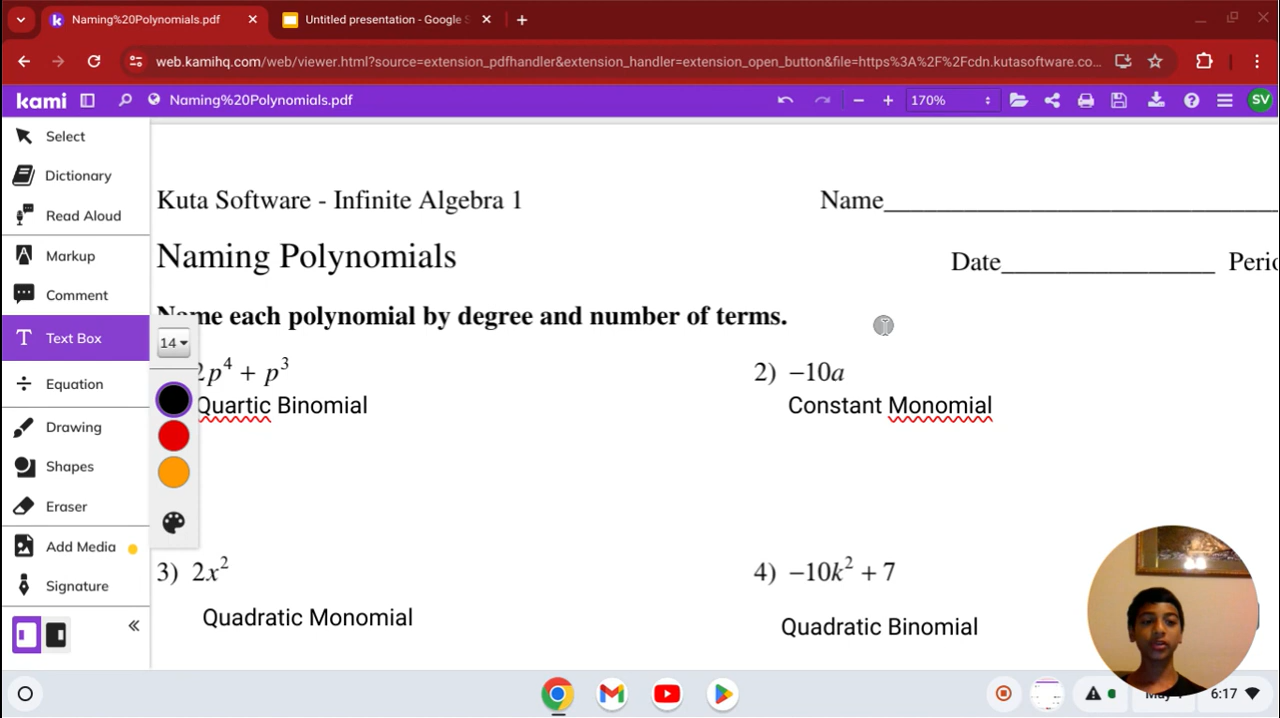 Naming%20Polynomials.pdf
Untitled presentation - Google S
web.kamihq.com/web/viewer.html?source=extension_pdfhandler&extension_handler=extension_open_button&file=https%3A%2F%2Fcdn.kutasoftware.co...
kami Naming%20Polynomials.pdf 170% SV
Select
Dictionary
Read Aloud
Markup
Comment
Text Box
Equation
Drawing
Shapes
Eraser
Add Media
Signature
14
Kuta Software - Infinite Algebra 1 Name
Naming Polynomials Date Perio
Name each polynomial by degree and number of terms.
2p⁴ + p³ 2) −10a
Quartic Binomial Constant Monomial
3) 2x² 4) −10k² + 7
Quadratic Monomial Quadratic Binomial
6:17